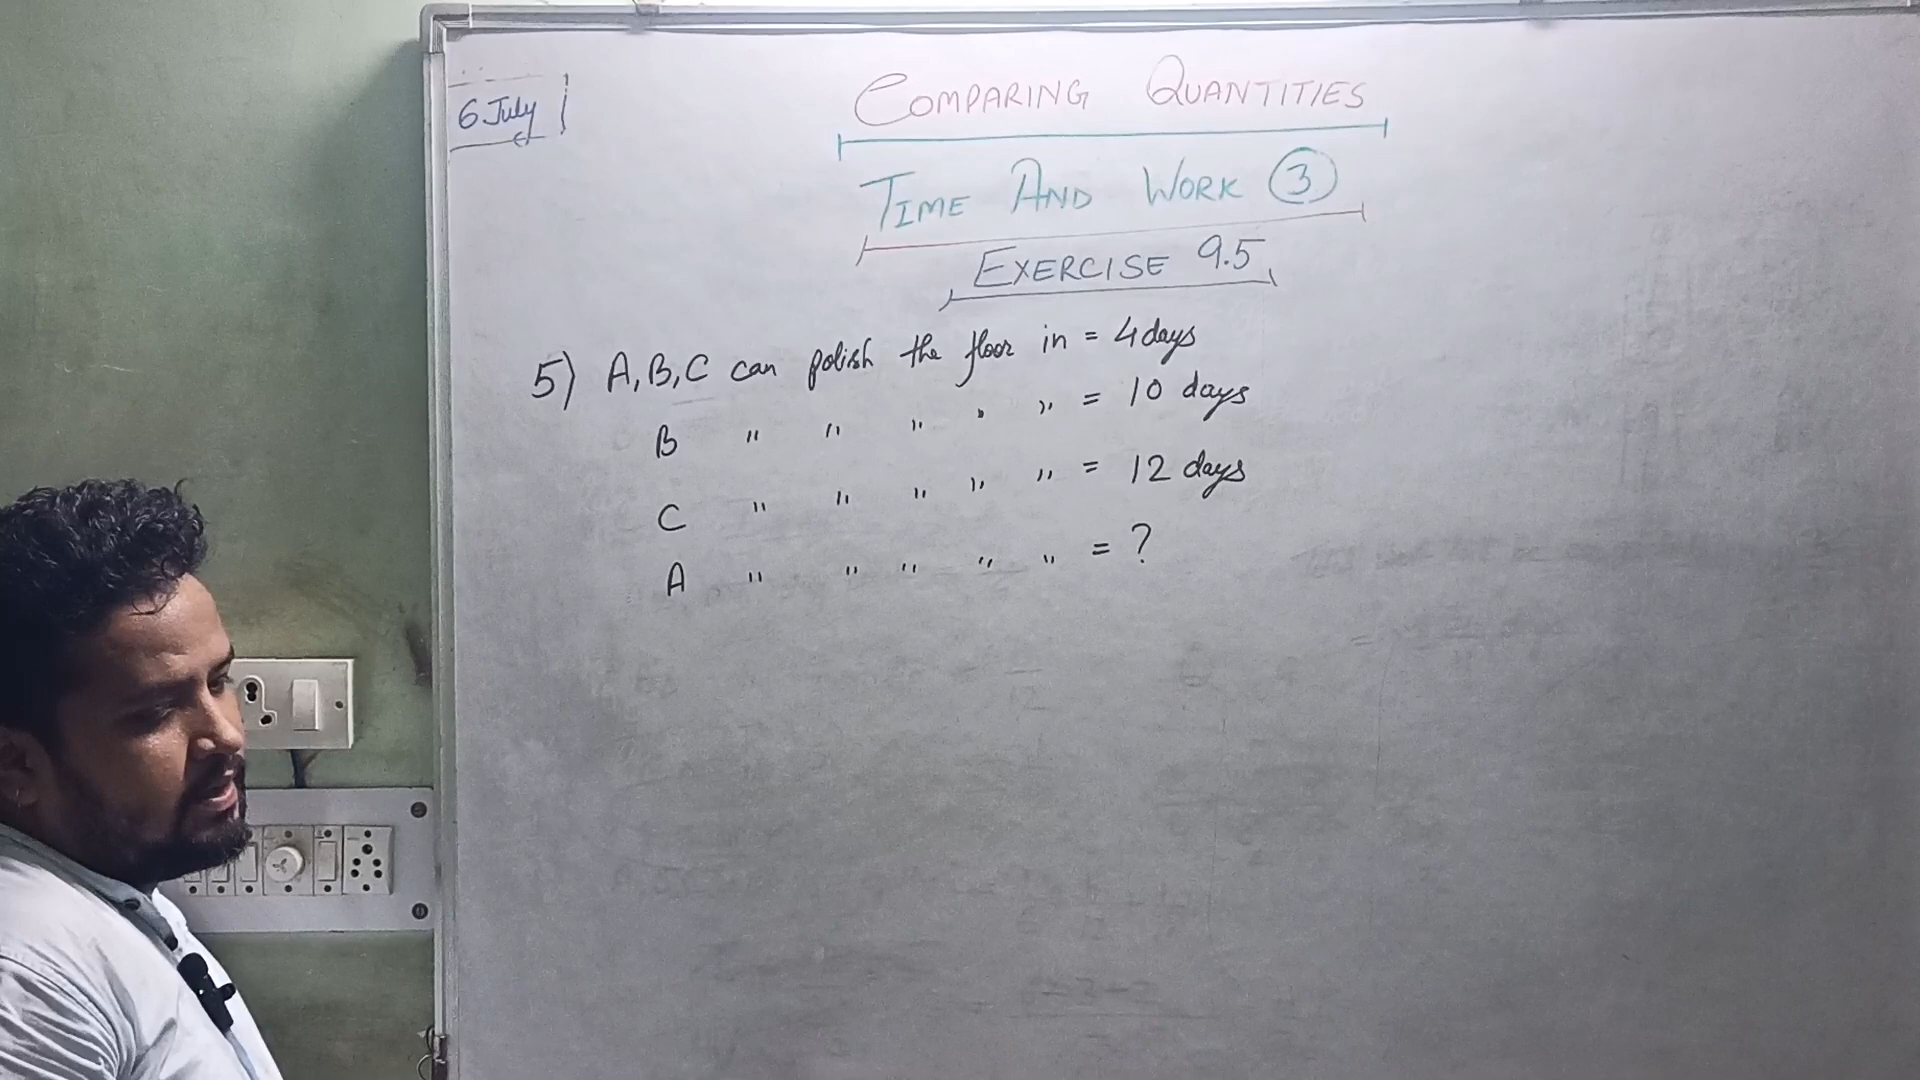 6 July
COMPARING QUANTITIES
TIME AND WORK 3
EXERCISE 9.5
5) A, B, C can polish the floor in = 4 days
B " " " " " = 10 days
C " " " " " = 12 days
A " " " " " = ?